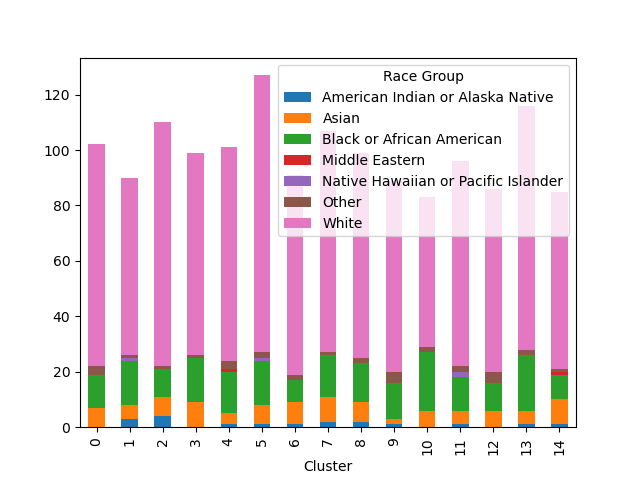 Race Group
American Indian or Alaska Native
Asian
Black or African American
Middle Eastern
Native Hawaiian or Pacific Islander
Other
White
120
100
80
60
40
20
0
0 1 2 3 4 5 6 7 8 9 10 11 12 13 14
Cluster